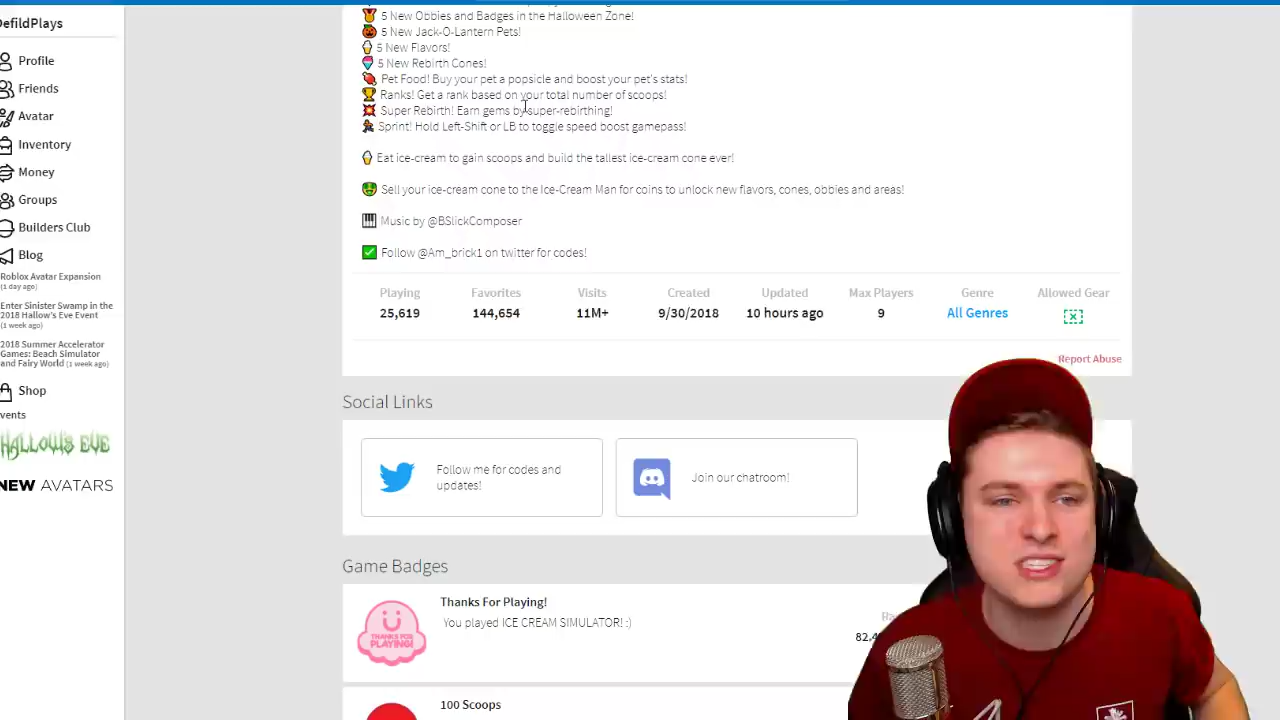 DefildPlays
Profile
Friends
Avatar
Inventory
Money
Groups
Builders Club
Blog
Roblox Avatar Expansion
(1 day ago)
Enter Sinister Swamp in the
2018 Hallow's Eve Event
(1 week ago)
2018 Summer Accelerator
Games: Beach Simulator
and Fairy World (1 week ago)
Shop
vents
HALLOW'S EVE
NEW AVATARS
5 New Obbies and Badges in the Halloween Zone!
5 New Jack-O-Lantern Pets!
5 New Flavors!
5 New Rebirth Cones!
Pet Food! Buy your pet a popsicle and boost your pet's stats!
Ranks! Get a rank based on your total number of scoops!
Super Rebirth! Earn gems by super-rebirthing!
Sprint! Hold Left-Shift or LB to toggle speed boost gamepass!
Eat ice-cream to gain scoops and build the tallest ice-cream cone ever!
Sell your ice-cream cone to the Ice-Cream Man for coins to unlock new flavors, cones, obbies and areas!
Music by @BSlickComposer
Follow @Am_brick1 on twitter for codes!
Playing Favorites Visits Created Updated Max Players Genre Allowed Gear
25,619 144,654 11M+ 9/30/2018 10 hours ago 9 All Genres
Report Abuse
Social Links
Follow me for codes and
updates!
Join our chatroom!
Game Badges
THANKS FOR
PLAYING!
Thanks For Playing!
You played ICE CREAM SIMULATOR! :)
82,4
100 Scoops